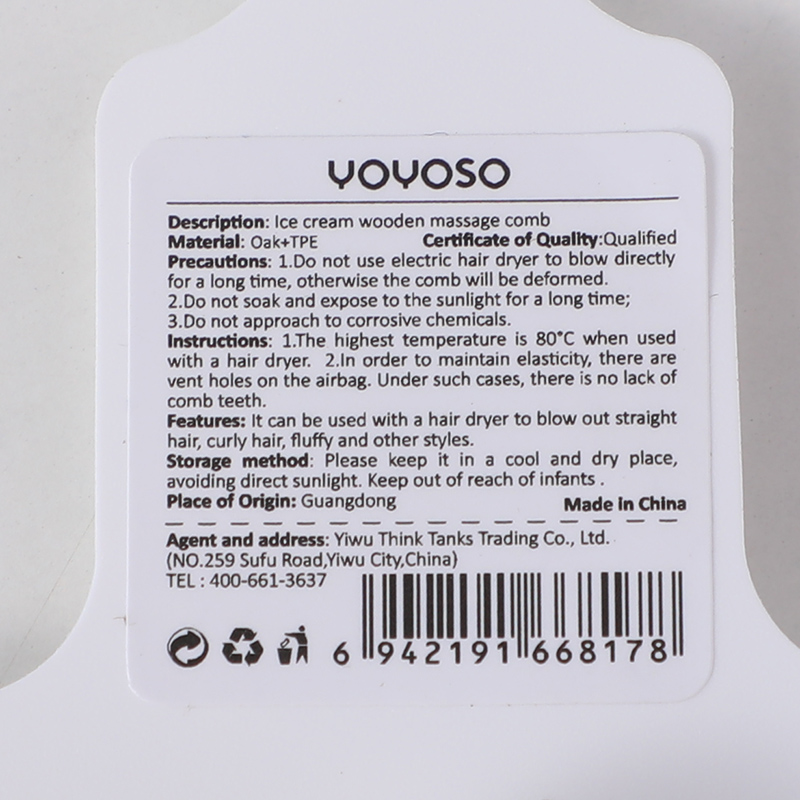 YOYOSO
Description: Ice cream wooden massage comb
Material: Oak+TPE Certificate of Quality:Qualified
Precautions: 1.Do not use electric hair dryer to blow directly
for a long time, otherwise the comb will be deformed.
2.Do not soak and expose to the sunlight for a long time;
3.Do not approach to corrosive chemicals.
Instructions: 1.The highest temperature is 80°C when used
with a hair dryer. 2.In order to maintain elasticity, there are
vent holes on the airbag. Under such cases, there is no lack of
comb teeth.
Features: It can be used with a hair dryer to blow out straight
hair, curly hair, fluffy and other styles.
Storage method: Please keep it in a cool and dry place,
avoiding direct sunlight. Keep out of reach of infants .
Place of Origin: Guangdong Made in China
Agent and address: Yiwu Think Tanks Trading Co., Ltd.
(NO.259 Sufu Road,Yiwu City,China)
TEL : 400-661-3637
6 942191 668178